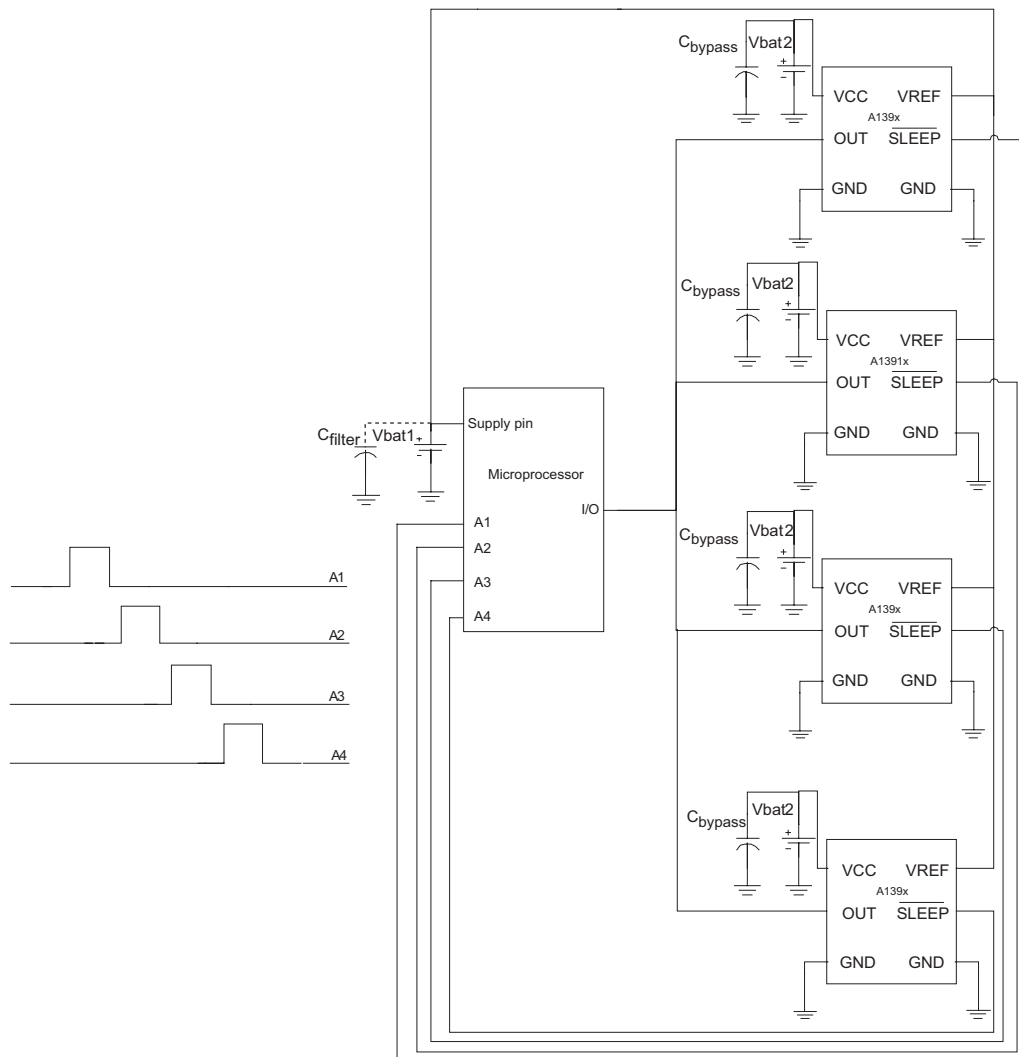 Cbypass Vbat2
+
-
VCC VREF
A139x
OUT SLEEP
GND GND
Cbypass Vbat2
+
-
VCC VREF
A1391x
OUT SLEEP
GND GND
Cfilter Vbat1
+
-
Supply pin
Microprocessor
I/O
A1
A2
A3
A4
Cbypass Vbat2
+
-
VCC VREF
A139x
OUT SLEEP
GND GND
A1
A2
A3
A4
Cbypass Vbat2
+
-
VCC VREF
A139x
OUT SLEEP
GND GND